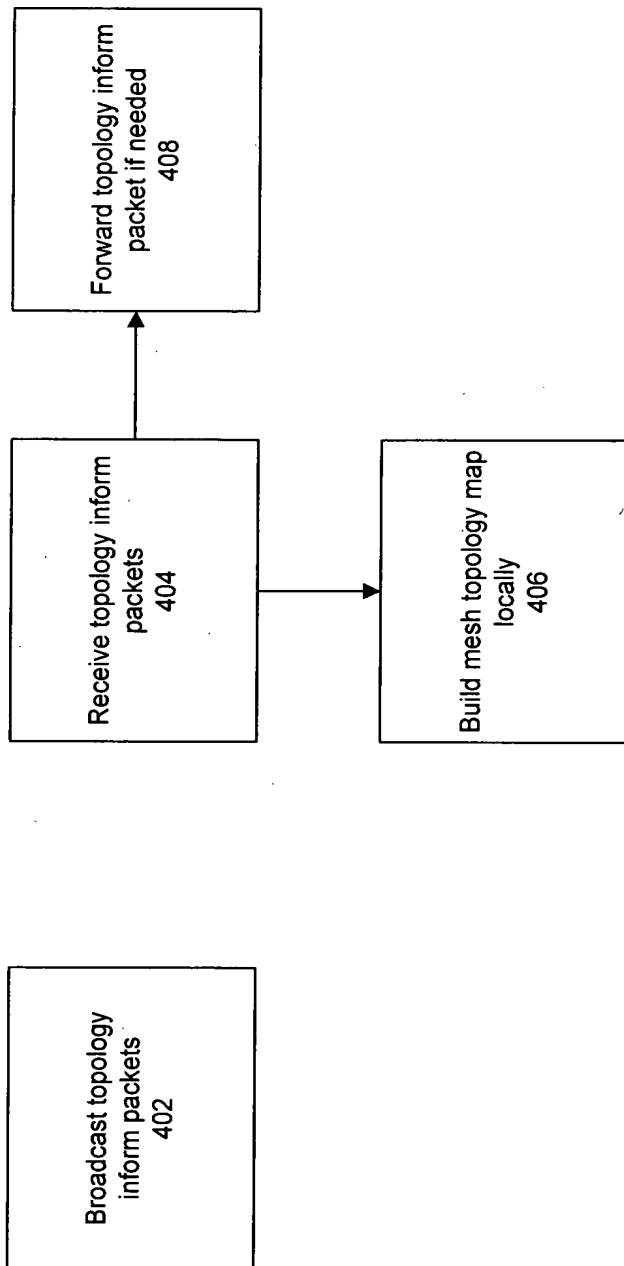 Broadcast topology
inform packets
402
Receive topology inform
packets
404
Forward topology inform
packet if needed
408
Build mesh topology map
locally
406